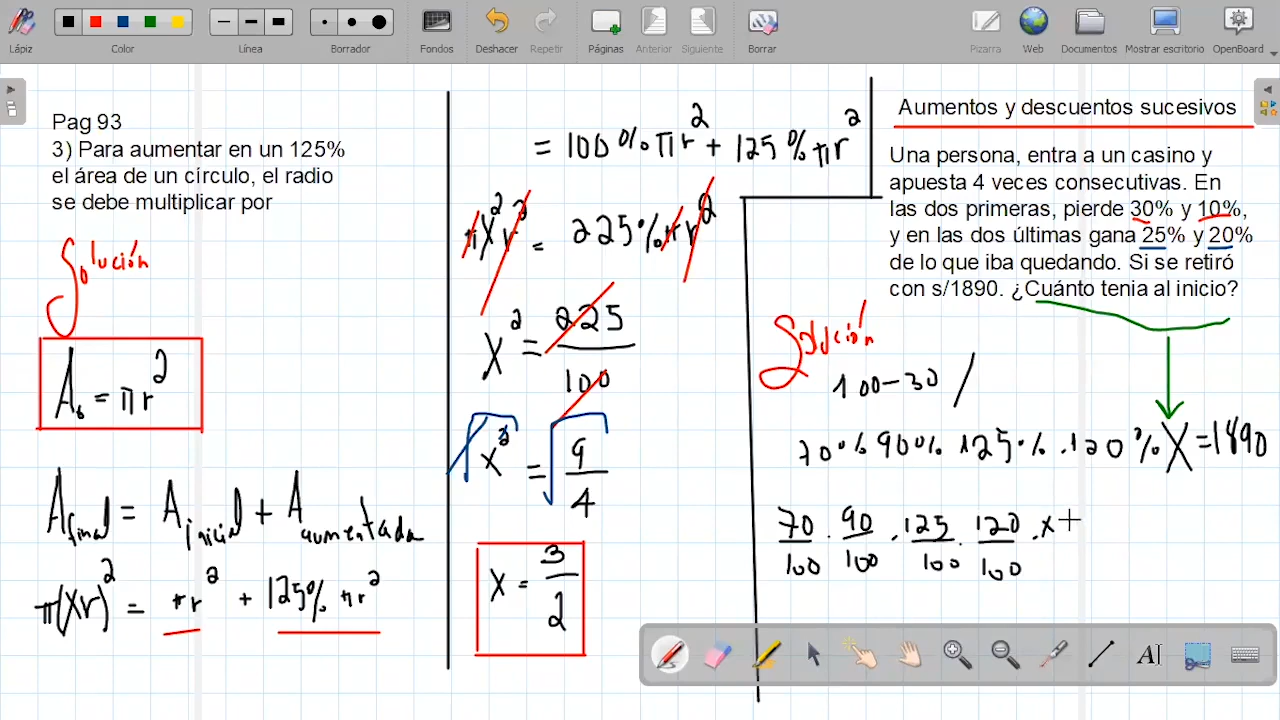 Lápiz
Color
Línea
Borrador
Fondos
Deshacer
Repetir
Páginas
Anterior
Siguiente
Borrar
Pizarra
Web
Documentos
Mostrar escritorio
OpenBoard
Pag 93
3) Para aumentar en un 125%
el área de un círculo, el radio
se debe multiplicar por
Solución
A₀ = πr²
A final = A inicial + A aumentada
π(Xr)² = πr² + 125% πr²
= 100% πr² + 125% πr²
πX²r² = 225% πr²
X² = 225/100
√x² = √9/4
x = 3/2
Aumentos y descuentos sucesivos
Una persona, entra a un casino y
apuesta 4 veces consecutivas. En
las dos primeras, pierde 30% y 10%,
y en las dos últimas gana 25% y 20%
de lo que iba quedando. Si se retiró
con s/1890. ¿Cuánto tenia al inicio?
Solución
100-30 /
70% 90% .125% .120% X = 1890
70/100 . 90/100 . 125/100 . 120/100 . x +
A